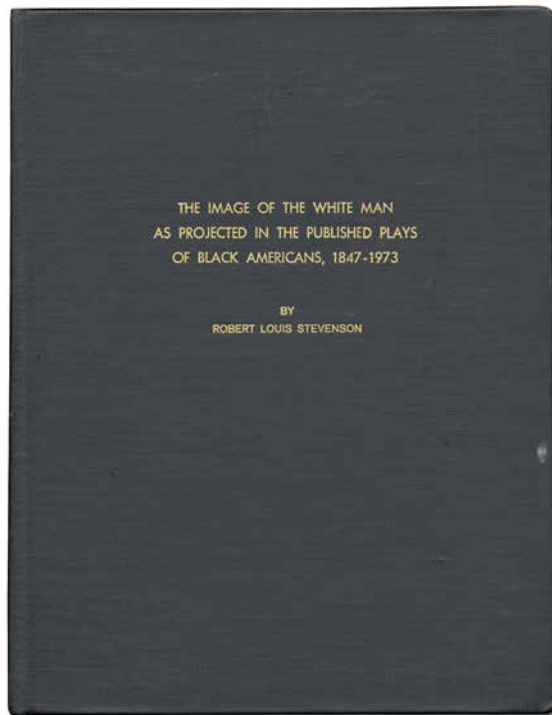 THE IMAGE OF THE WHITE MAN
AS PROJECTED IN THE PUBLISHED PLAYS
OF BLACK AMERICANS, 1847-1973
BY
ROBERT LOUIS STEVENSON